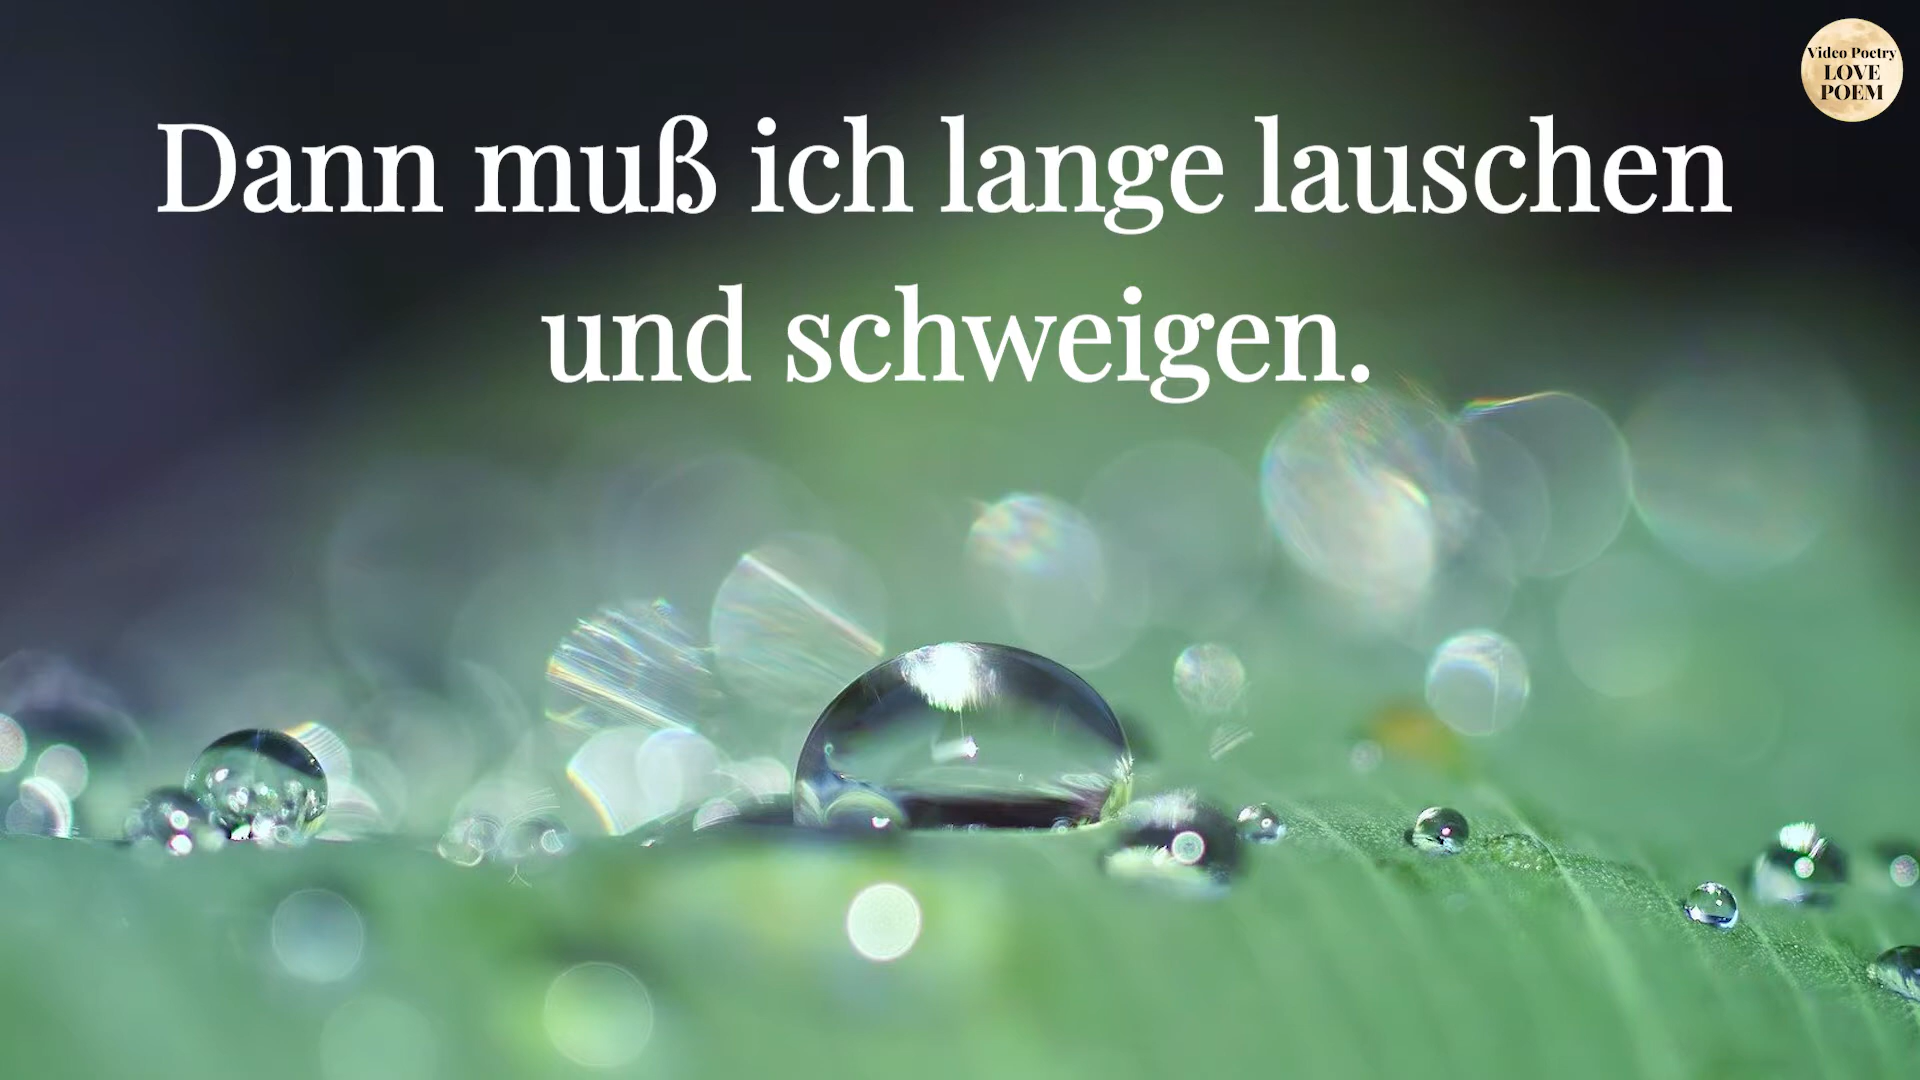 Video Poetry
LOVE
POEM
Dann muß ich lange lauschen
und schweigen.